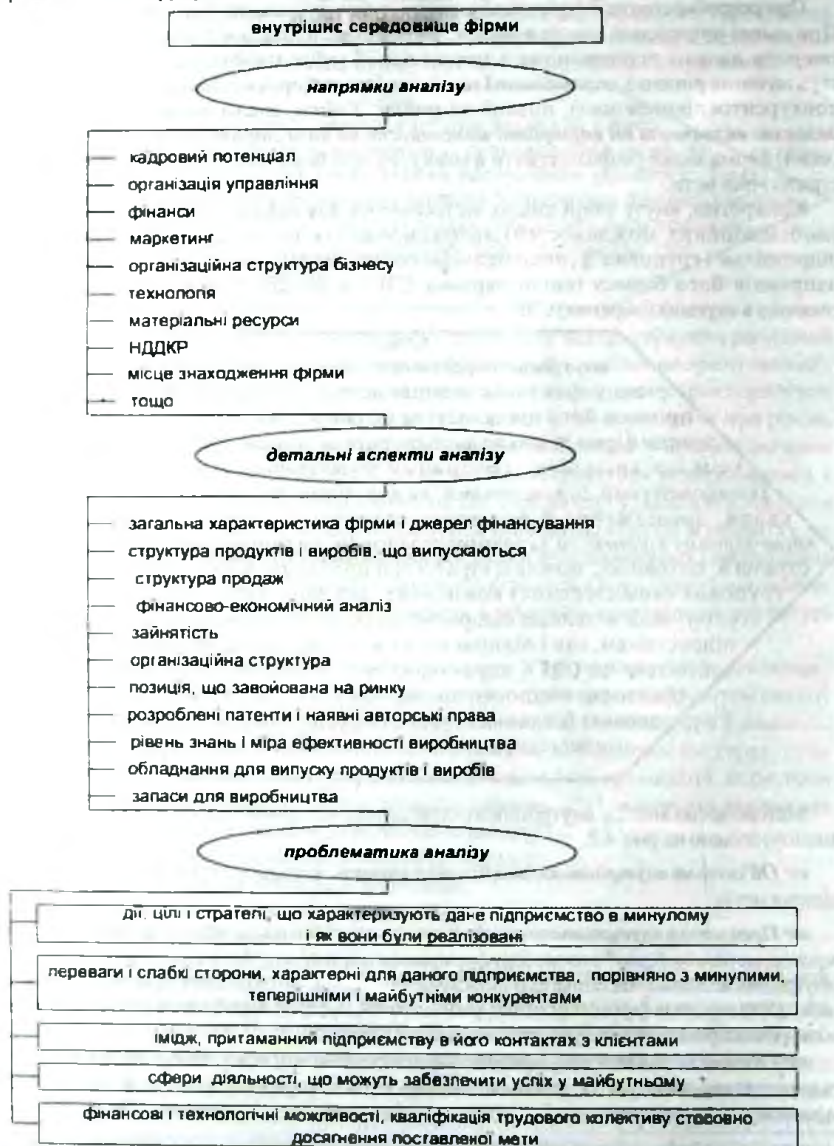 внутрішнє середовище фірми
напрямки аналізу
кадровий потенціал
організація управління
фінанси
маркетинг
організаційна структура бізнесу
технологія
матеріальні ресурси
НДДКР
місце знаходження фірми
тощо
детальні аспекти аналізу
загальна характеристика фірми і джерел фінансування
структура продуктів і виробів, що випускаються
структура продаж
фінансово-економічний аналіз
зайнятість
організаційна структура
позиція, що завойована на ринку
розроблені патенти і наявні авторські права
рівень знань і міра ефективності виробництва
обладнання для випуску продуктів і виробів
запаси для виробництва
проблематика аналізу
дії, цілі і стратегії, що характеризують дане підприємство в минулому
і як вони були реалізовані
переваги і слабкі сторони, характерні для даного підприємства, порівняно з минулими,
теперішніми і майбутніми конкурентами
імідж, притаманний підприємству в його контактах з клієнтами
сфери діяльності, що можуть забезпечити успіх у майбутньому
фінансові і технологічні можливості, кваліфікація трудового колективу стосовно
досягнення поставленої мети